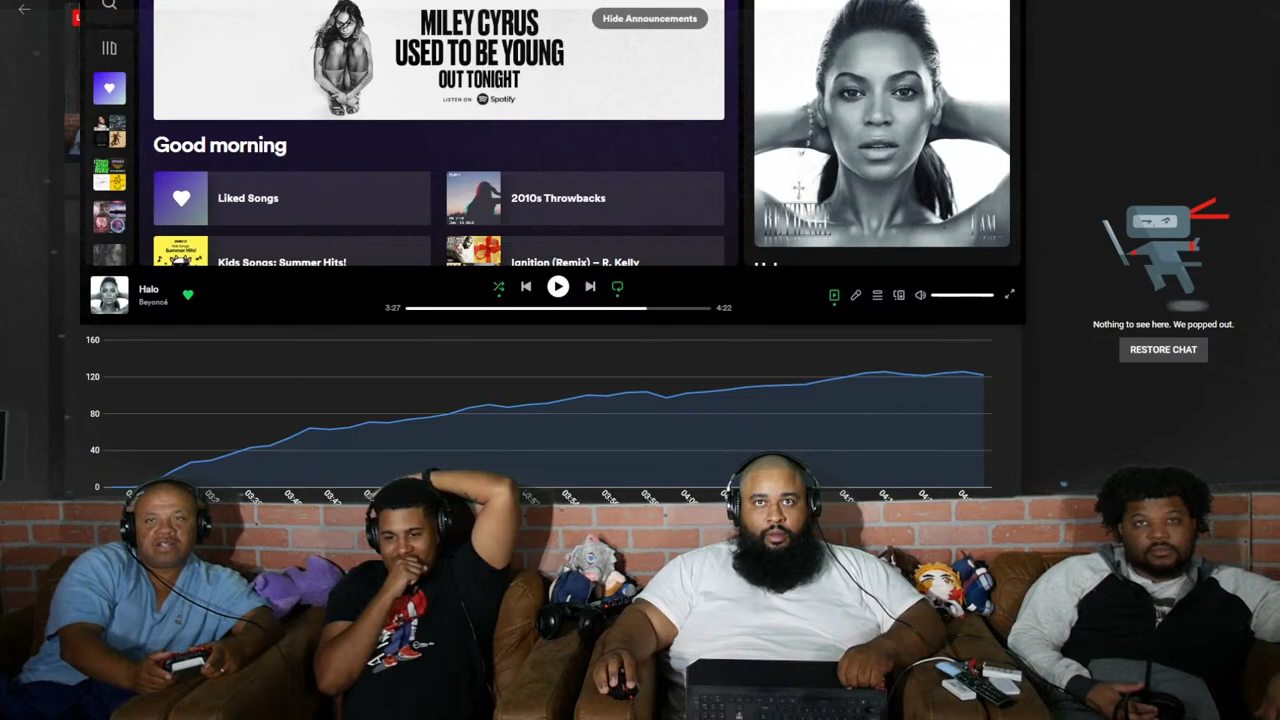 MILEY CYRUS
USED TO BE YOUNG
OUT TONIGHT
LISTEN ON Spotify
Hide Announcements
Good morning
Liked Songs
2010s Throwbacks
Kids Songs: Summer Hits!
Ignition (Remix) – R. Kelly
BEYONCÉ
I AM
Halo
Beyoncé
3:27
4:22
Nothing to see here. We popped out.
RESTORE CHAT
160
120
80
40
0